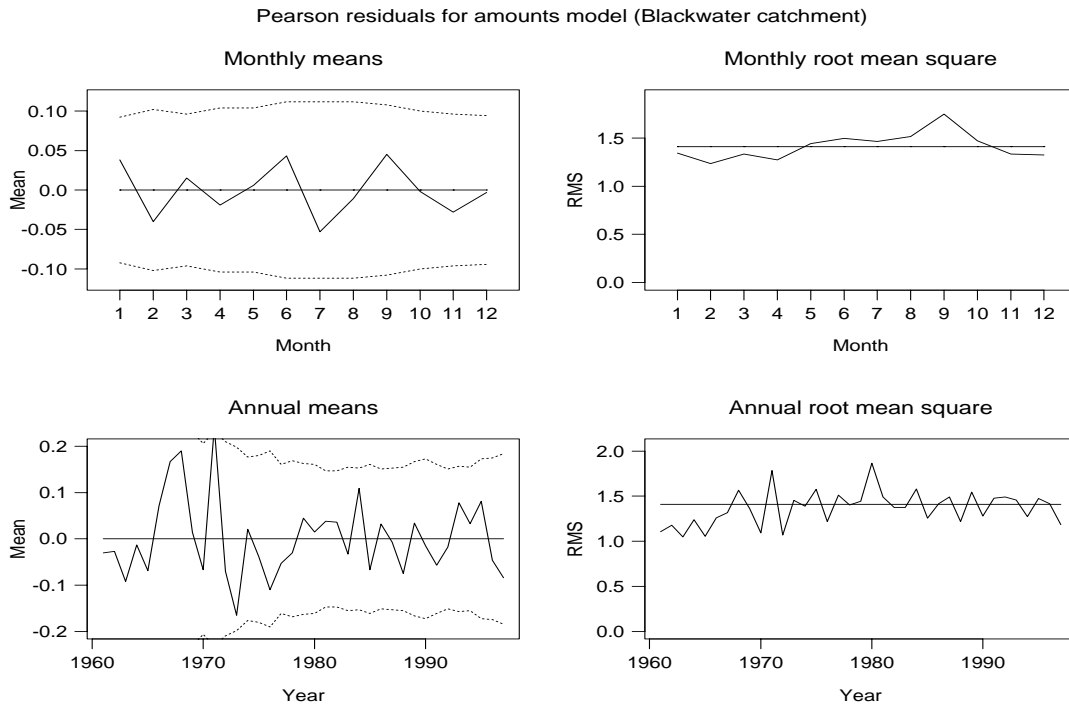 Pearson residuals for amounts model (Blackwater catchment)
Monthly means
Mean
0.10
0.05
0.0
-0.05
-0.10
1 2 3 4 5 6 7 8 9 10 11 12
Month
Monthly root mean square
RMS
1.5
1.0
0.5
0.0
1 2 3 4 5 6 7 8 9 10 11 12
Month
Annual means
Mean
0.2
0.1
0.0
-0.1
-0.2
1960 1970 1980 1990
Year
Annual root mean square
RMS
2.0
1.5
1.0
0.5
0.0
1960 1970 1980 1990
Year